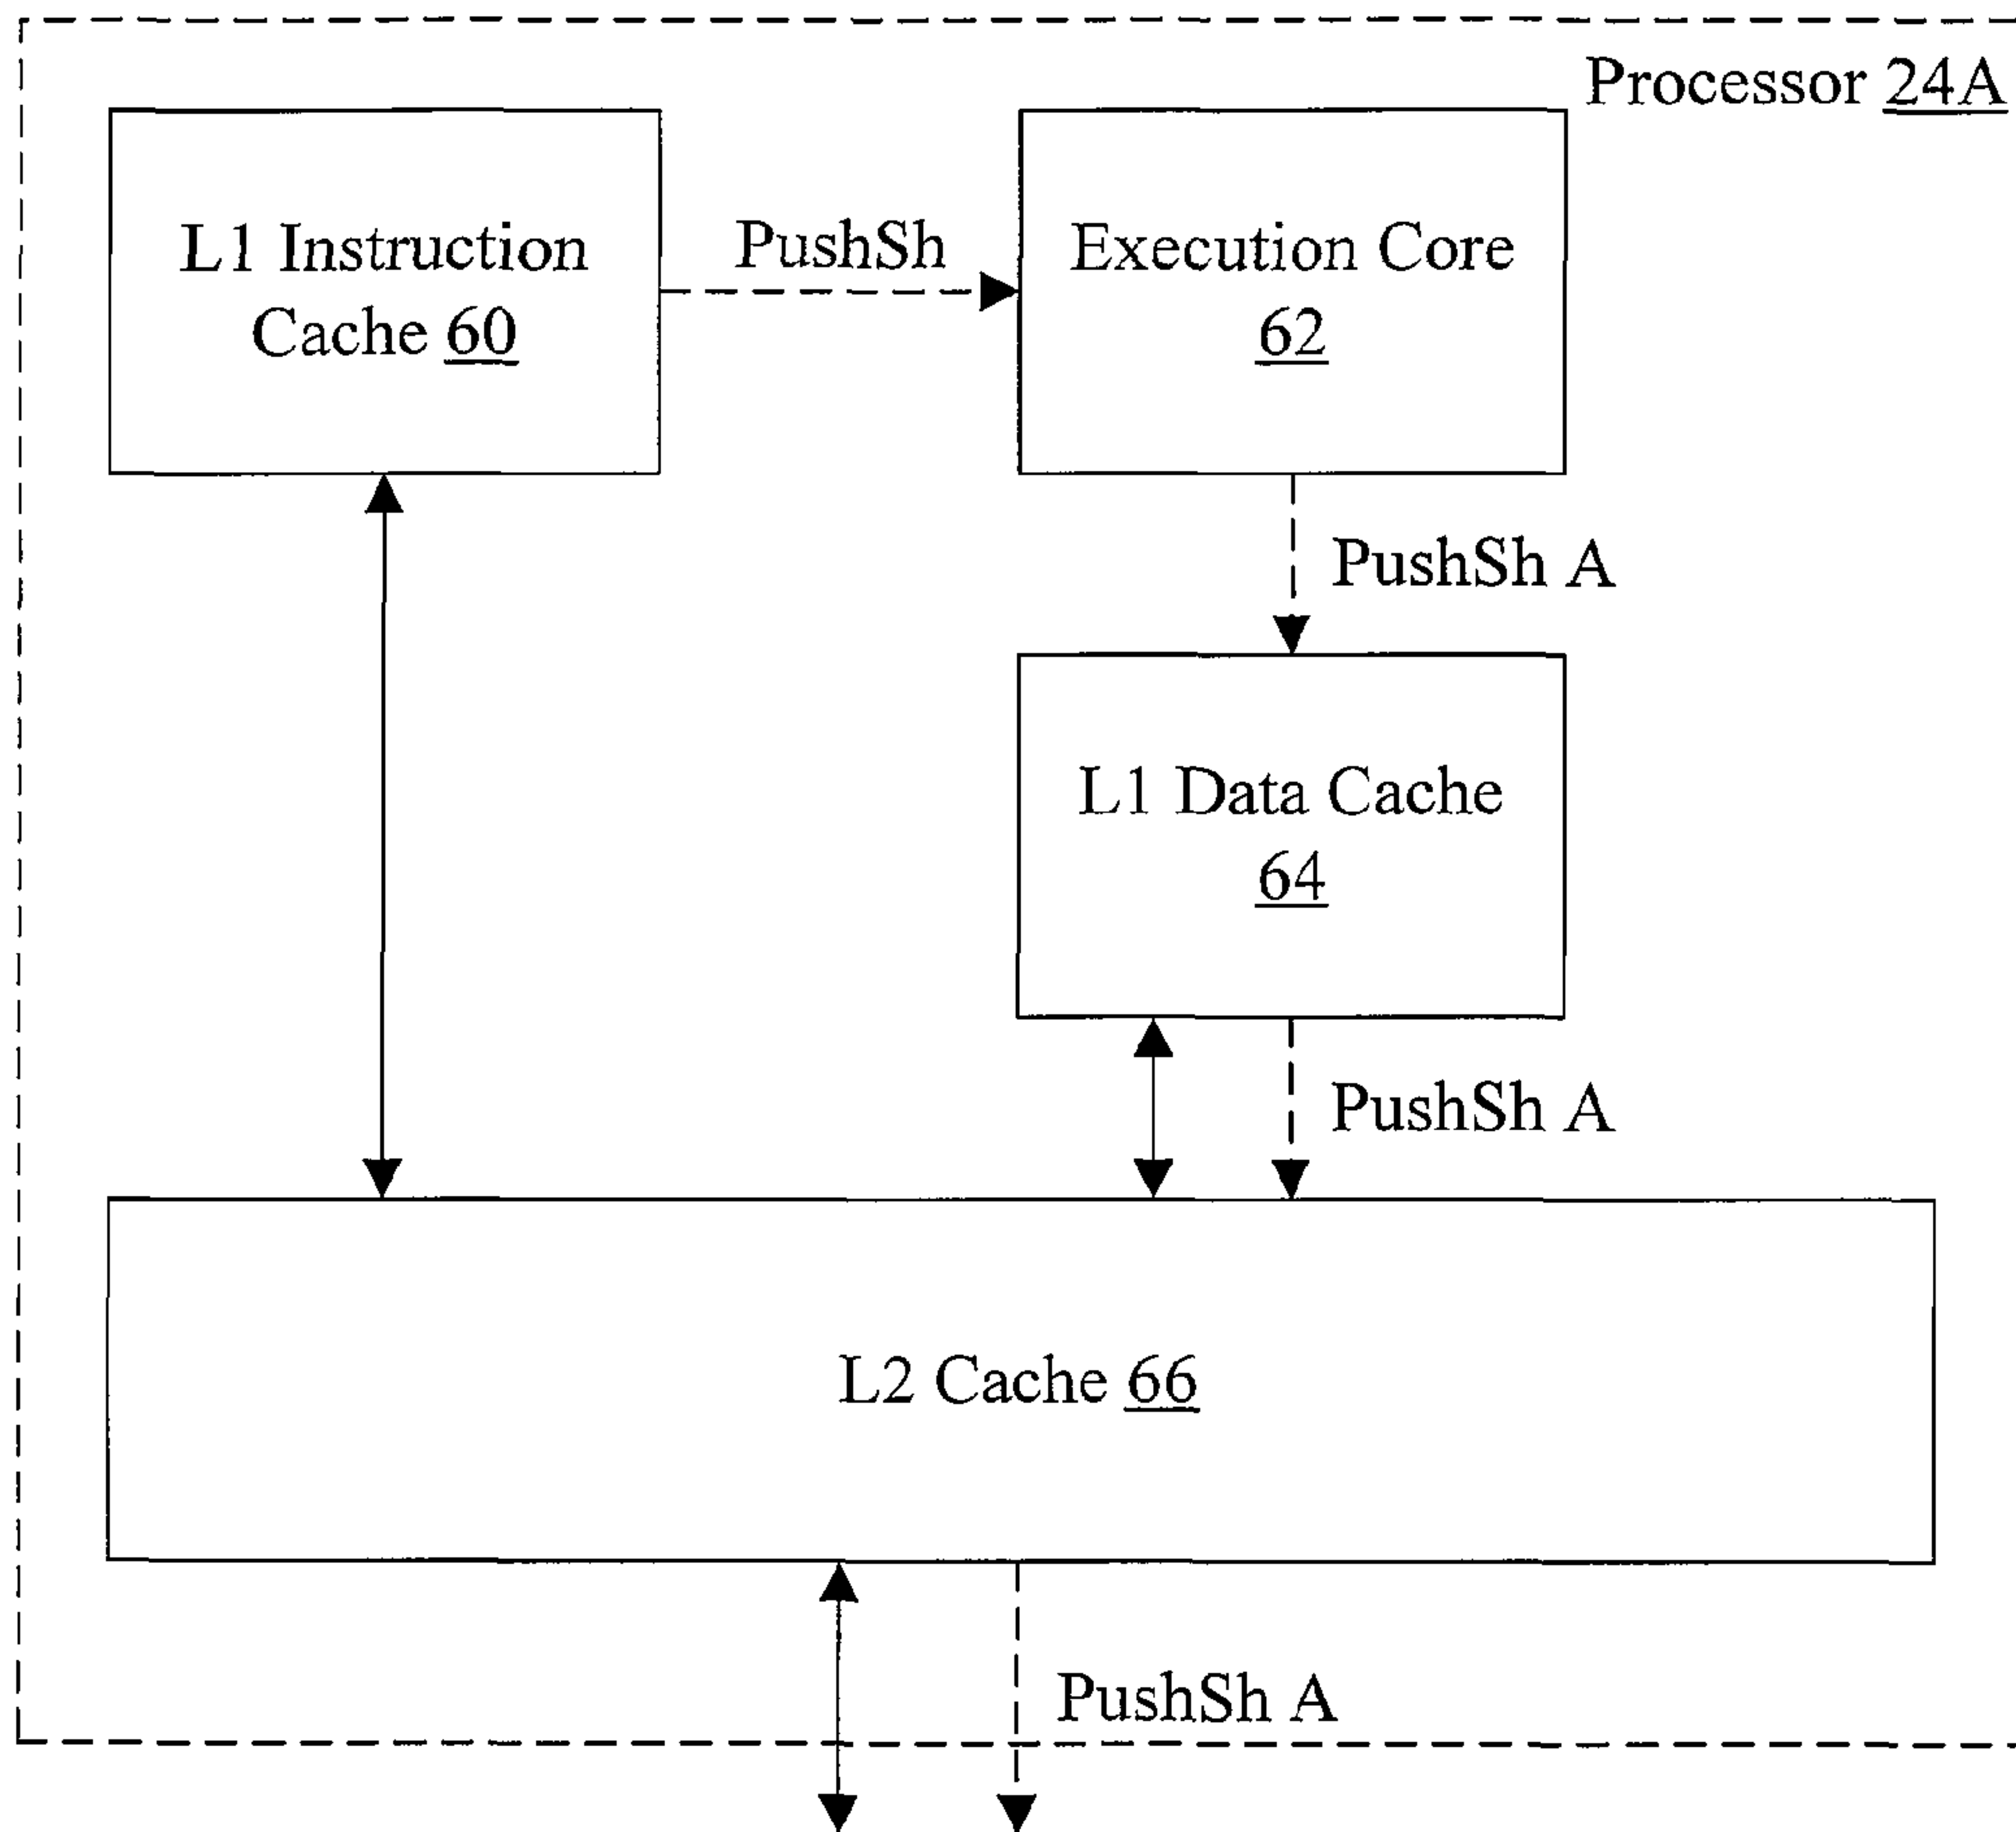 Processor 24A
L1 Instruction
Cache 60
PushSh
Execution Core
62
PushSh A
L1 Data Cache
64
PushSh A
L2 Cache 66
PushSh A